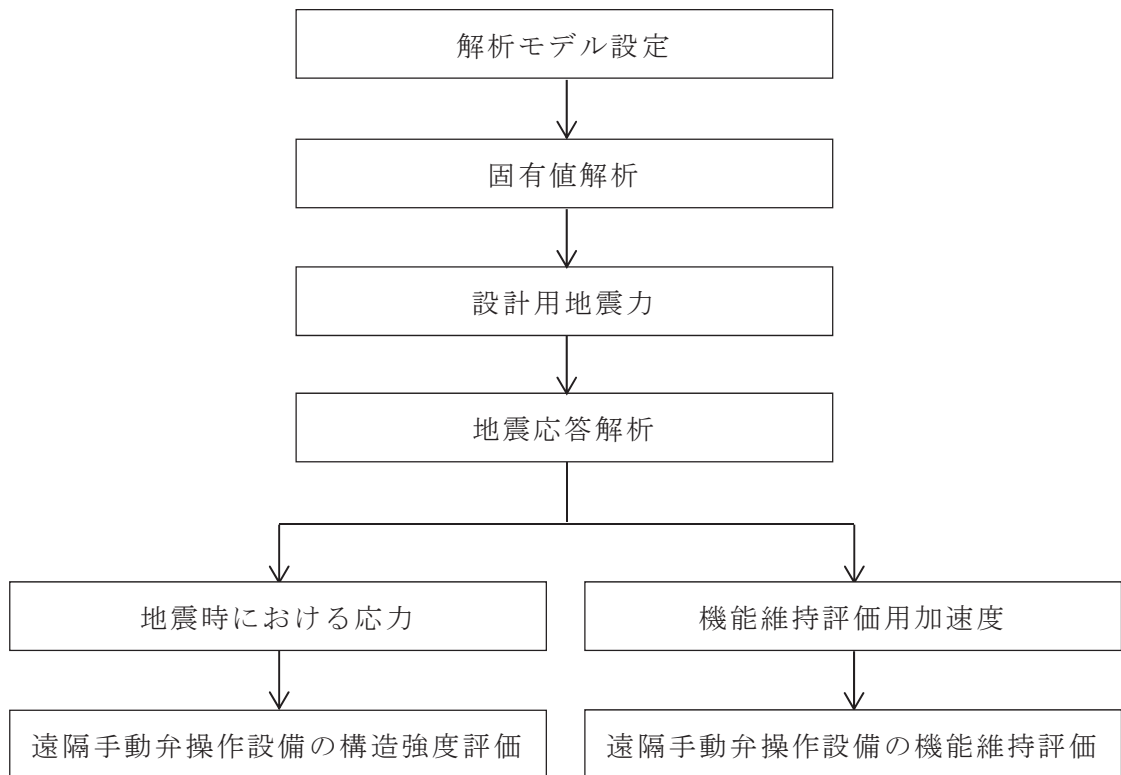 解析モデル設定
固有値解析
設計用地震力
地震応答解析
地震時における応力
機能維持評価用加速度
遠隔手動弁操作設備の構造強度評価
遠隔手動弁操作設備の機能維持評価